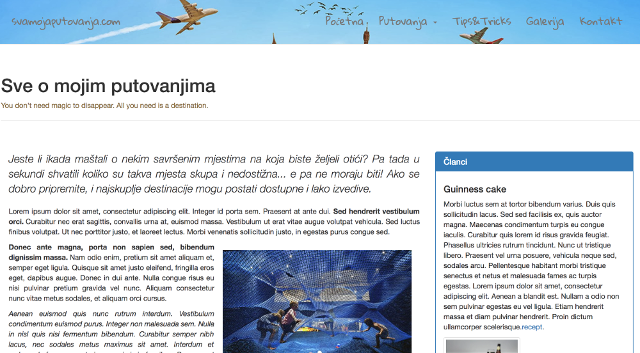 svamojaputovanja.com
Početna Putovanja Tips&Tricks Galerija Kontakt
Sve o mojim putovanjima
You don't need magic to disappear. All you need is a destination.
Jeste li ikada maštali o nekim savršenim mjestima na koja biste željeli otići? Pa tada u
sekundi shvatili koliko su takva mjesta skupa i nedostižna... e pa ne moraju biti! Ako se
dobro pripremite, i najskuplje destinacije mogu postati dostupne i lako izvedive.
Lorem ipsum dolor sit amet, consectetur adipiscing elit. Integer id porta sem. Praesent at ante dui. Sed hendrerit vestibulum
orci. Curabitur nec erat sagittis, convallis urna at, euismod massa. Vestibulum ut erat vitae augue volutpat vehicula. Sed luctus
finibus volutpat. Ut nec porttitor justo, et laoreet lectus. Morbi venenatis sollicitudin justo, in egestas purus congue sed.
Donec ante magna, porta non sapien sed, bibendum
dignissim massa. Nam odio enim, pretium sit amet aliquam et,
semper eget ligula. Quisque sit amet justo eleifend, fringilla eros
eget, dapibus augue. Donec in dui ante. Nulla congue risus eu
nisi pulvinar pretium gravida vel nunc. Aliquam consectetur
nunc vitae metus sodales, et aliquam orci cursus.
Aenean euismod quis nunc rutrum interdum. Vestibulum
condimentum euismod purus. Integer non malesuada sem. Nulla
in nisl quis nisl fermentum bibendum. Curabitur semper nibh
lacus, nec sodales metus maximus sit amet. Interdum et
Članci
Guinness cake
Morbi luctus sem at tortor bibendum varius. Duis quis
sollicitudin lacus. Sed sed facilisis ex, quis auctor
magna. Maecenas condimentum turpis eu congue
iaculis. Curabitur quis lorem id risus gravida feugiat.
Phasellus ultricies rutrum tincidunt. Nunc ut tristique
libero. Praesent vel urna posuere, vehicula neque sed,
sodales arcu. Pellentesque habitant morbi tristique
senectus et netus et malesuada fames ac turpis
egestas. Lorem ipsum dolor sit amet, consectetur
adipiscing elit. Aenean a blandit est. Nullam a odio non
sem pulvinar egestas eu vel ligula. Etiam hendrerit
massa et diam pulvinar hendrerit. Proin dictum
ullamcorper scelerisque.recept.